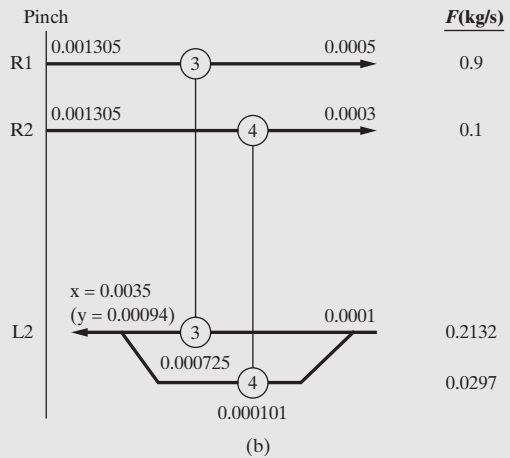 Pinch F(kg/s)
R1 0.001305 3 0.0005 0.9
R2 0.001305 4 0.0003 0.1
x = 0.0035
(y = 0.00094) 0.0001
L2 3 0.2132
0.000725
4 0.0297
0.000101
(b)